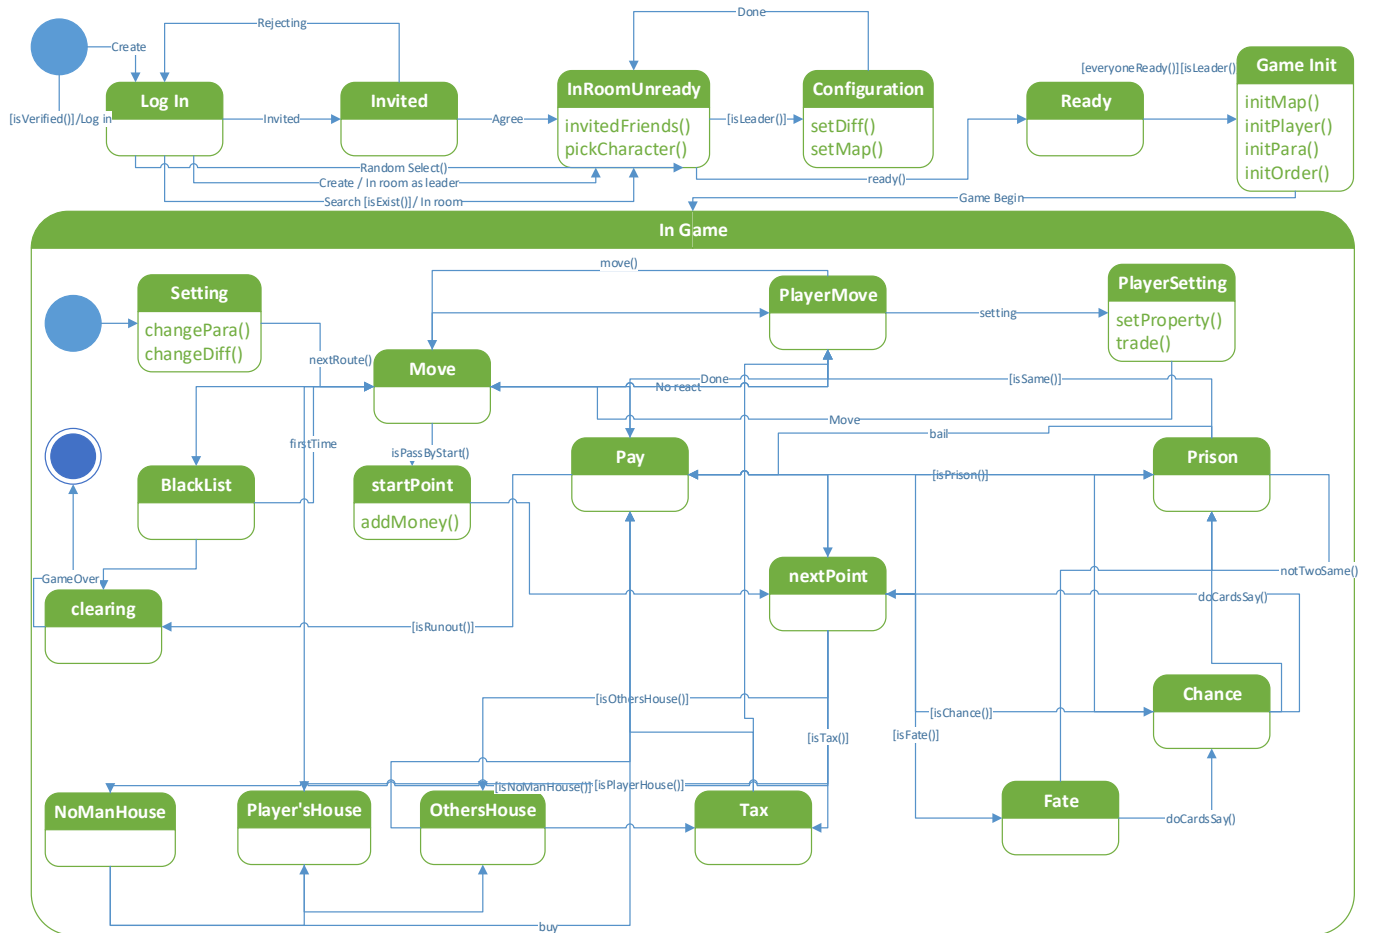 Done
Rejecting
Create
Log In
Invited
InRoomUnready
invitedFriends()
pickCharacter()
Configuration
setDiff()
setMap()
Ready
[everyoneReady()][isLeader()]
Game Init
initMap()
initPlayer()
initPara()
initOrder()
[isVerified()]/Log in
Invited
Agree
[isLeader()]
Random Select()
Create / In room as leader
Search [isExist()]/ In room
ready()
Game Begin
In Game
move()
Setting
changePara()
changeDiff()
PlayerMove
setting
PlayerSetting
setProperty()
trade()
nextRoute()
Move
Done
No react
[isSame()]
Move
bail
firstTime
isPassByStart()
BlackList
startPoint
addMoney()
Pay
[isPrison()]
Prison
GameOver
clearing
[isRunout()]
nextPoint
notTwoSame()
doCardsSay()
[isOthersHouse()]
[isTax()]
[isFate()]
[isChance()]
Chance
[isNoManHouse()]
[isPlayerHouse()]
NoManHouse
Player'sHouse
OthersHouse
Tax
Fate
doCardsSay()
buy